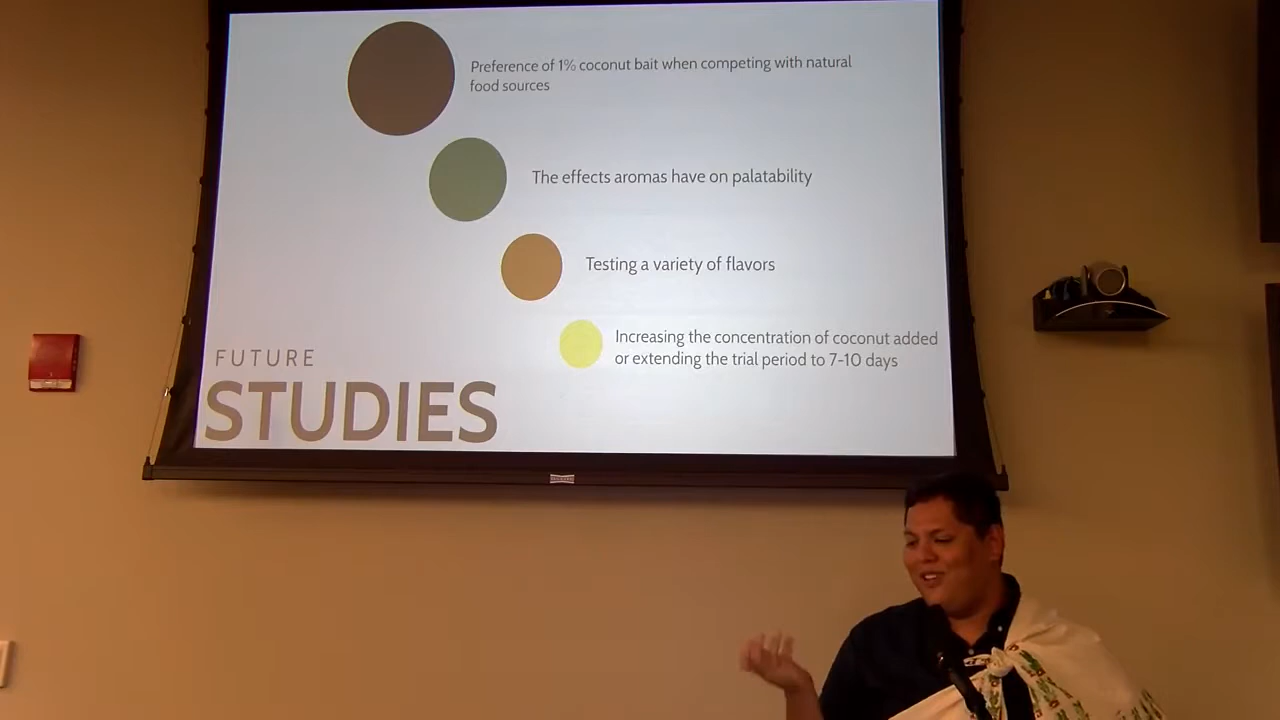 Preference of 1% coconut bait when competing with natural
food sources
The effects aromas have on palatability
Testing a variety of flavors
Increasing the concentration of coconut added
or extending the trial period to 7-10 days
FUTURE
STUDIES